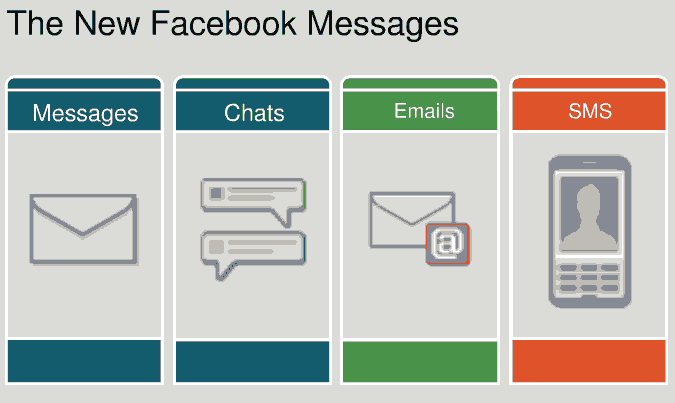 The New Facebook Messages
Messages
Chats
Emails
SMS
@